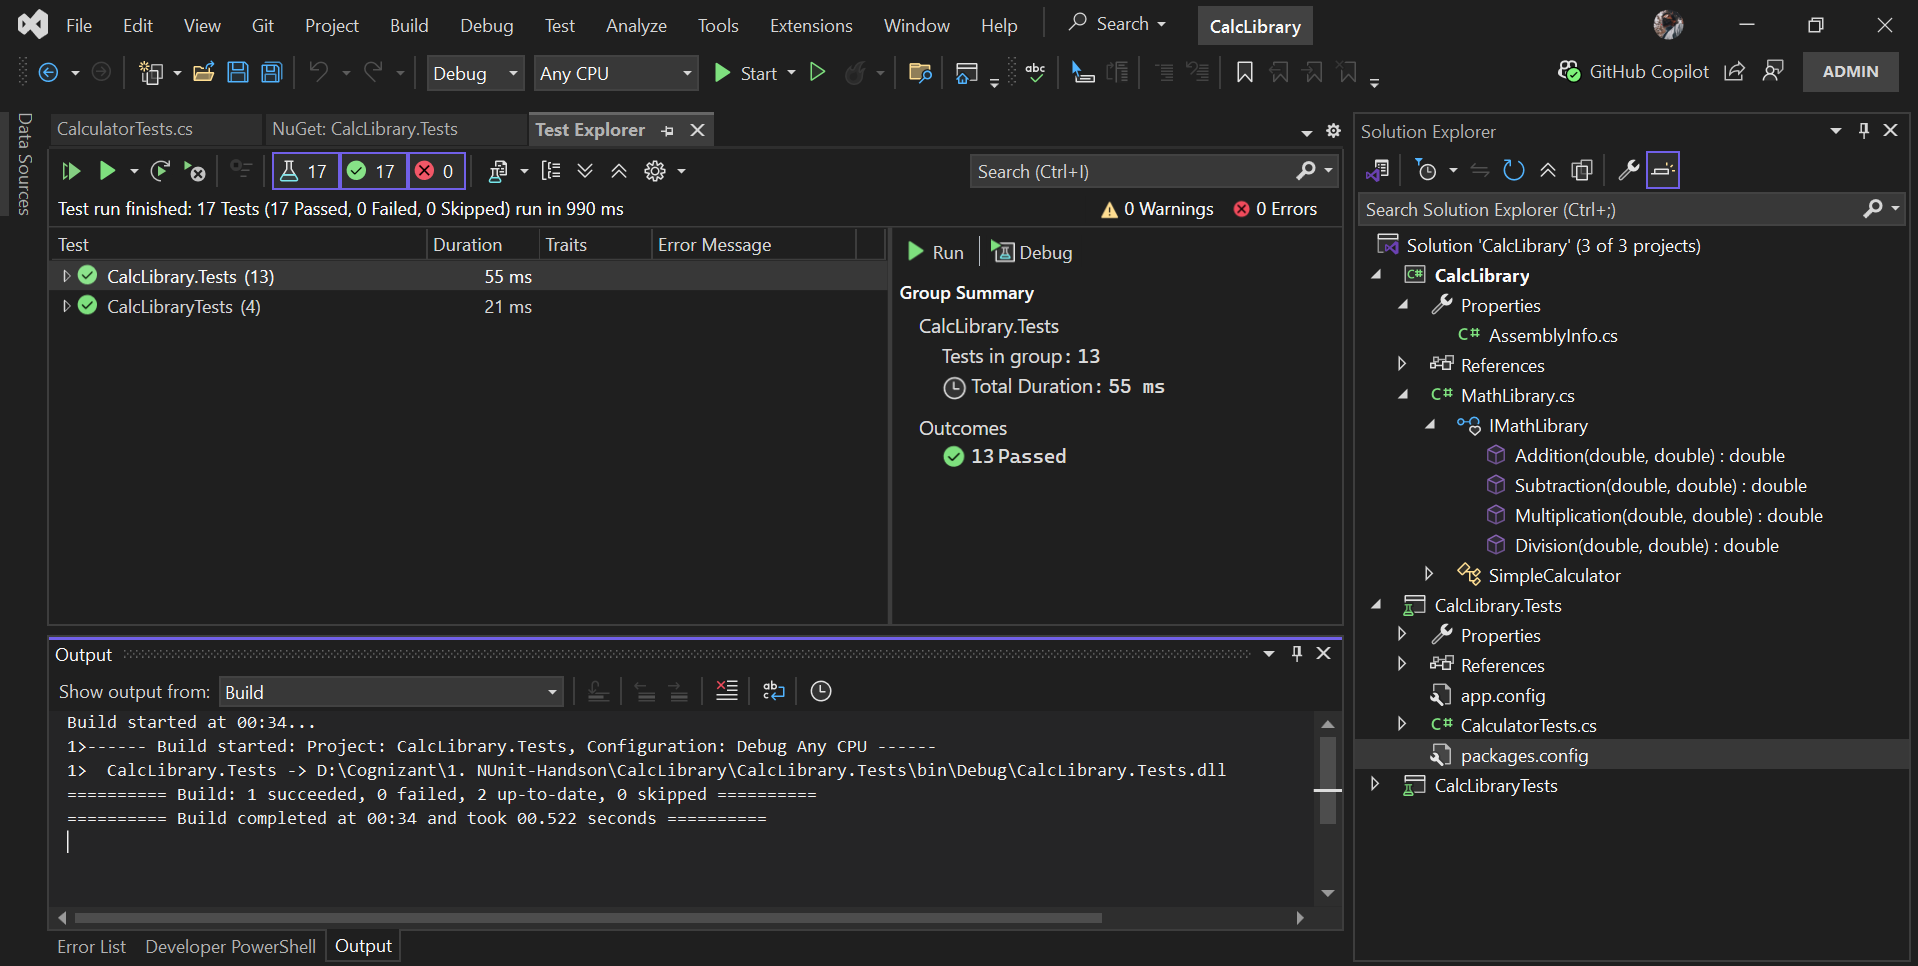 File Edit View Git Project Build Debug Test Analyze Tools Extensions Window Help Search CalcLibrary
Debug Any CPU Start abc GitHub Copilot ADMIN
Data Sources
CalculatorTests.cs NuGet: CalcLibrary.Tests Test Explorer
17 17 0 Search (Ctrl+I)
Test run finished: 17 Tests (17 Passed, 0 Failed, 0 Skipped) run in 990 ms 0 Warnings 0 Errors
Test Duration Traits Error Message
CalcLibrary.Tests (13) 55 ms
CalcLibraryTests (4) 21 ms
Run Debug
Group Summary
CalcLibrary.Tests
Tests in group: 13
Total Duration: 55 ms
Outcomes
13 Passed
Output
Show output from: Build
Build started at 00:34...
1>------ Build started: Project: CalcLibrary.Tests, Configuration: Debug Any CPU ------
1>  CalcLibrary.Tests -> D:\Cognizant\1. NUnit-Handson\CalcLibrary\CalcLibrary.Tests\bin\Debug\CalcLibrary.Tests.dll
========== Build: 1 succeeded, 0 failed, 2 up-to-date, 0 skipped ==========
========== Build completed at 00:34 and took 00.522 seconds ==========
Error List Developer PowerShell Output
Solution Explorer
Search Solution Explorer (Ctrl+;)
Solution 'CalcLibrary' (3 of 3 projects)
C# CalcLibrary
Properties
C# AssemblyInfo.cs
References
C# MathLibrary.cs
IMathLibrary
Addition(double, double) : double
Subtraction(double, double) : double
Multiplication(double, double) : double
Division(double, double) : double
SimpleCalculator
CalcLibrary.Tests
Properties
References
app.config
C# CalculatorTests.cs
packages.config
CalcLibraryTests